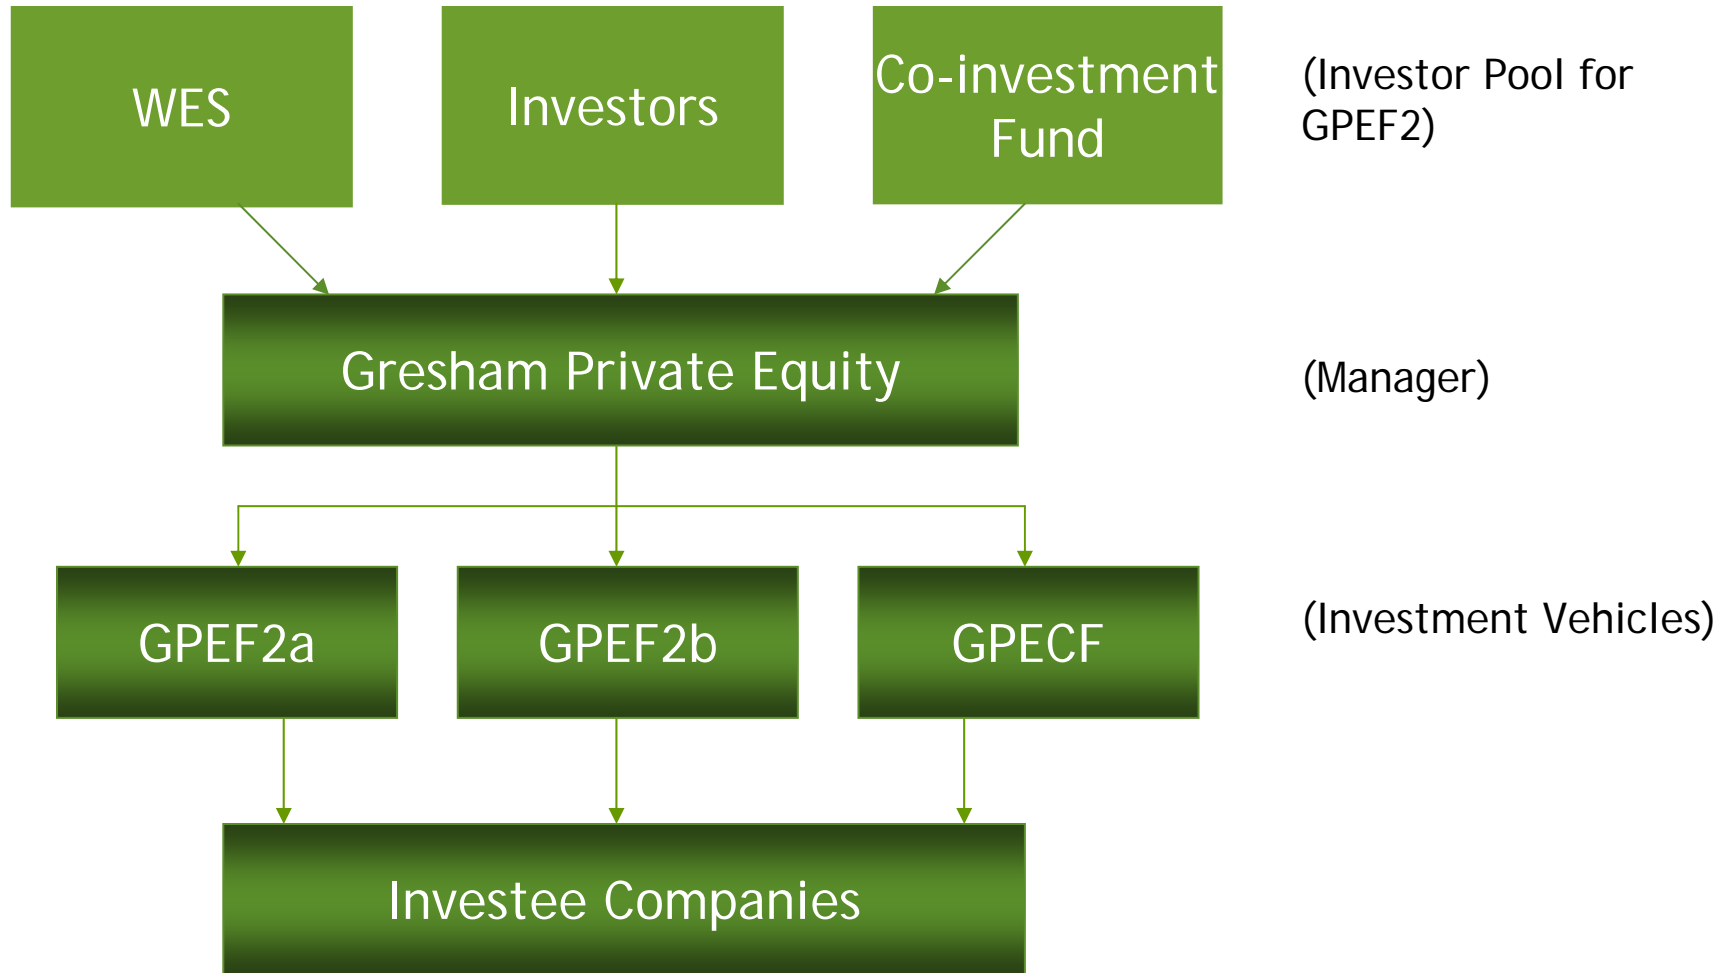 WES
Investors
Co-investment
Fund
(Investor Pool for
GPEF2)
Gresham Private Equity
(Manager)
GPEF2a
GPEF2b
GPECF
(Investment Vehicles)
Investee Companies